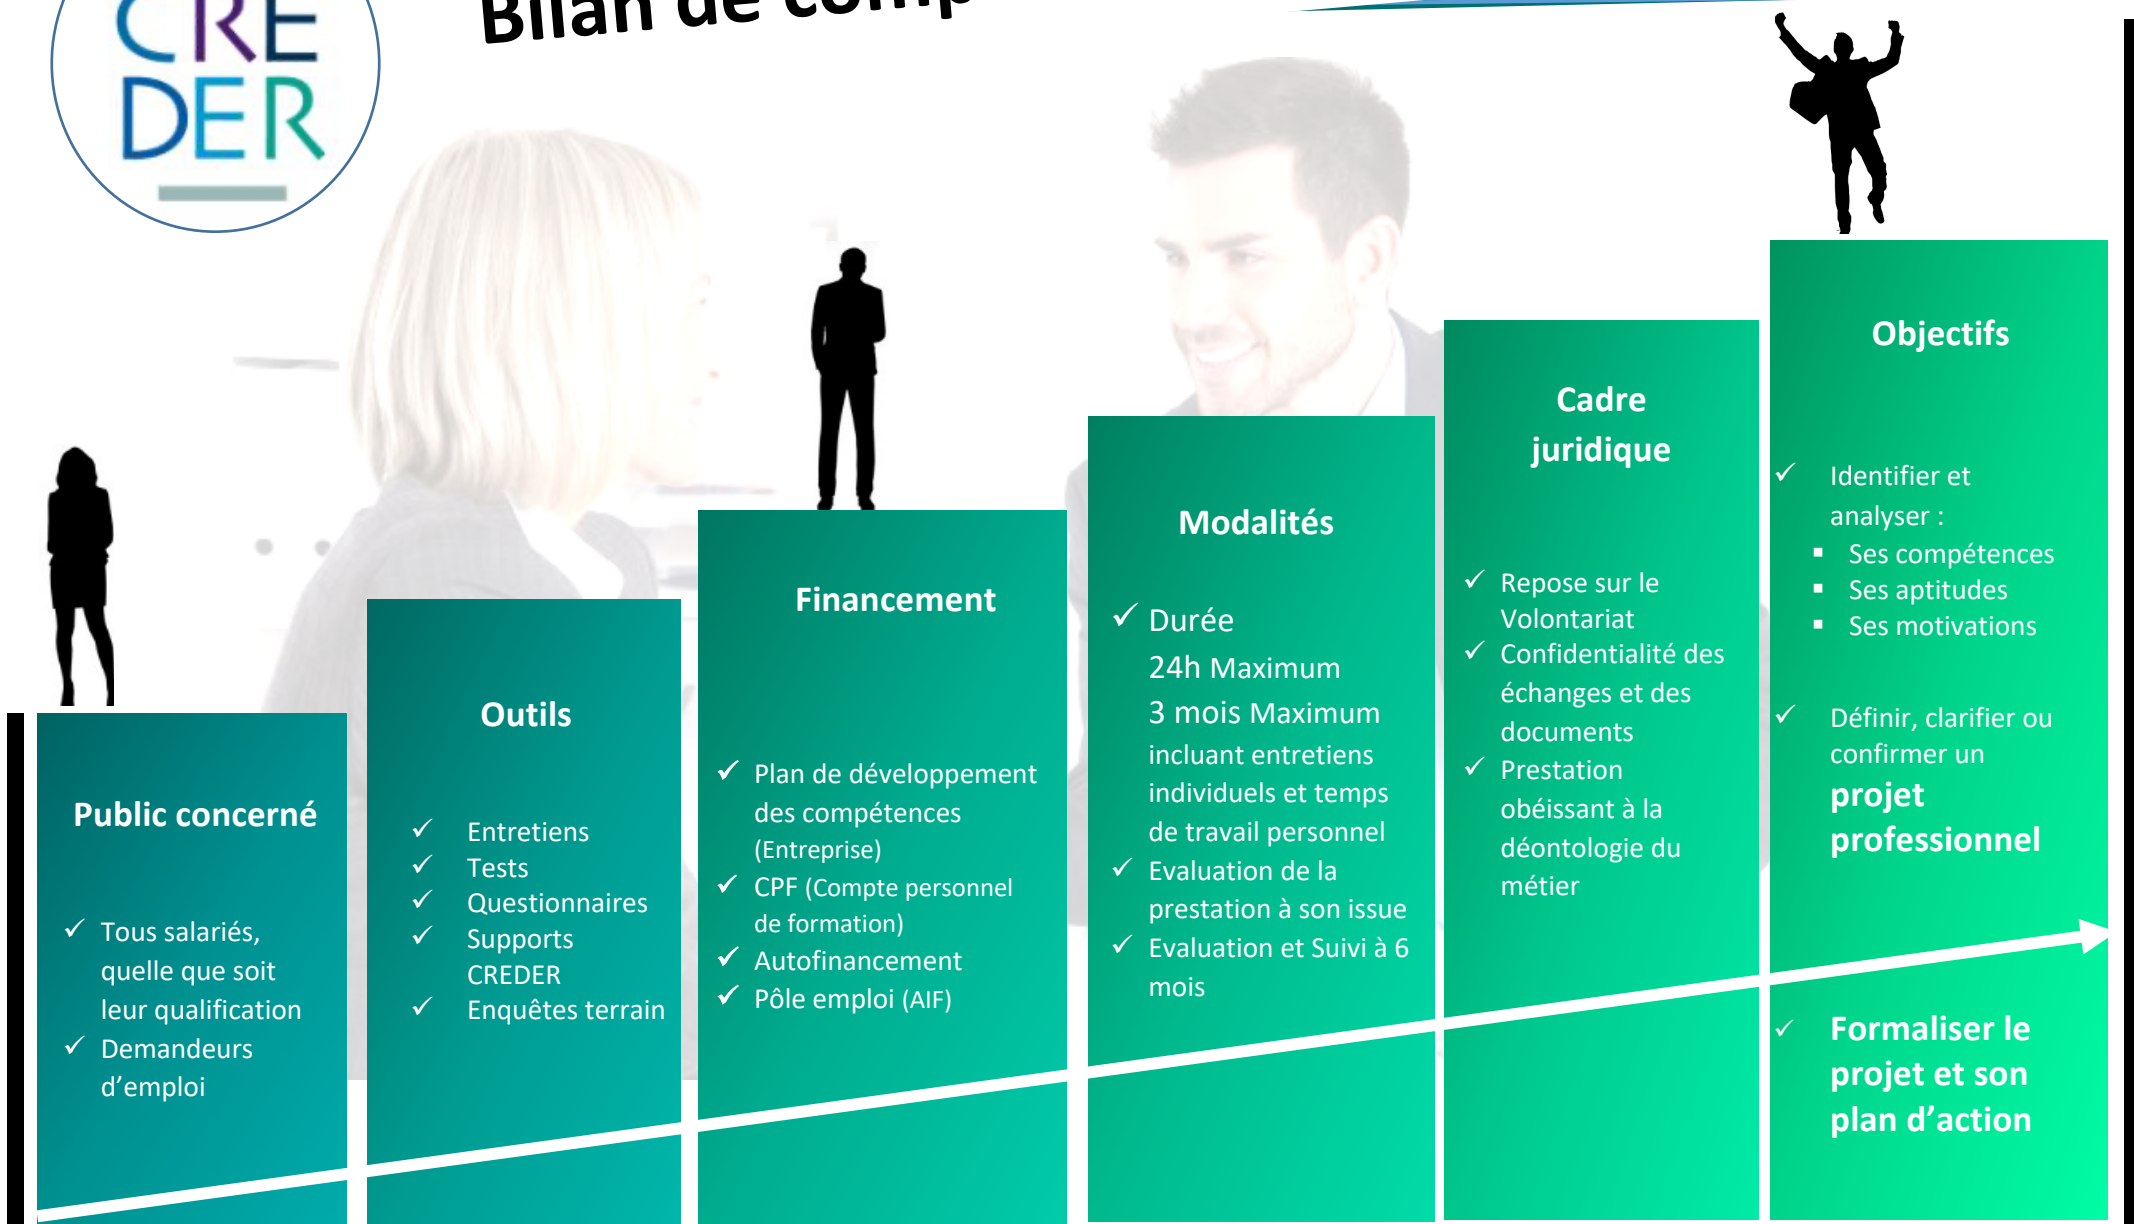 CRE
DER
Bilan de comp
Public concerné
✓ Tous salariés,
quelle que soit
leur qualification
✓ Demandeurs
d’emploi
Outils
✓ Entretiens
✓ Tests
✓ Questionnaires
✓ Supports
CREDER
✓ Enquêtes terrain
Financement
✓ Plan de développement
des compétences
(Entreprise)
✓ CPF (Compte personnel
de formation)
✓ Autofinancement
✓ Pôle emploi (AIF)
Modalités
✓ Durée
24h Maximum
3 mois Maximum
incluant entretiens
individuels et temps
de travail personnel
✓ Evaluation de la
prestation à son issue
✓ Evaluation et Suivi à 6
mois
Cadre
juridique
✓ Repose sur le
Volontariat
✓ Confidentialité des
échanges et des
documents
✓ Prestation
obéissant à la
déontologie du
métier
Objectifs
✓ Identifier et
analyser :
▪ Ses compétences
▪ Ses aptitudes
▪ Ses motivations
✓ Définir, clarifier ou
confirmer un
projet
professionnel
✓ Formaliser le
projet et son
plan d’action